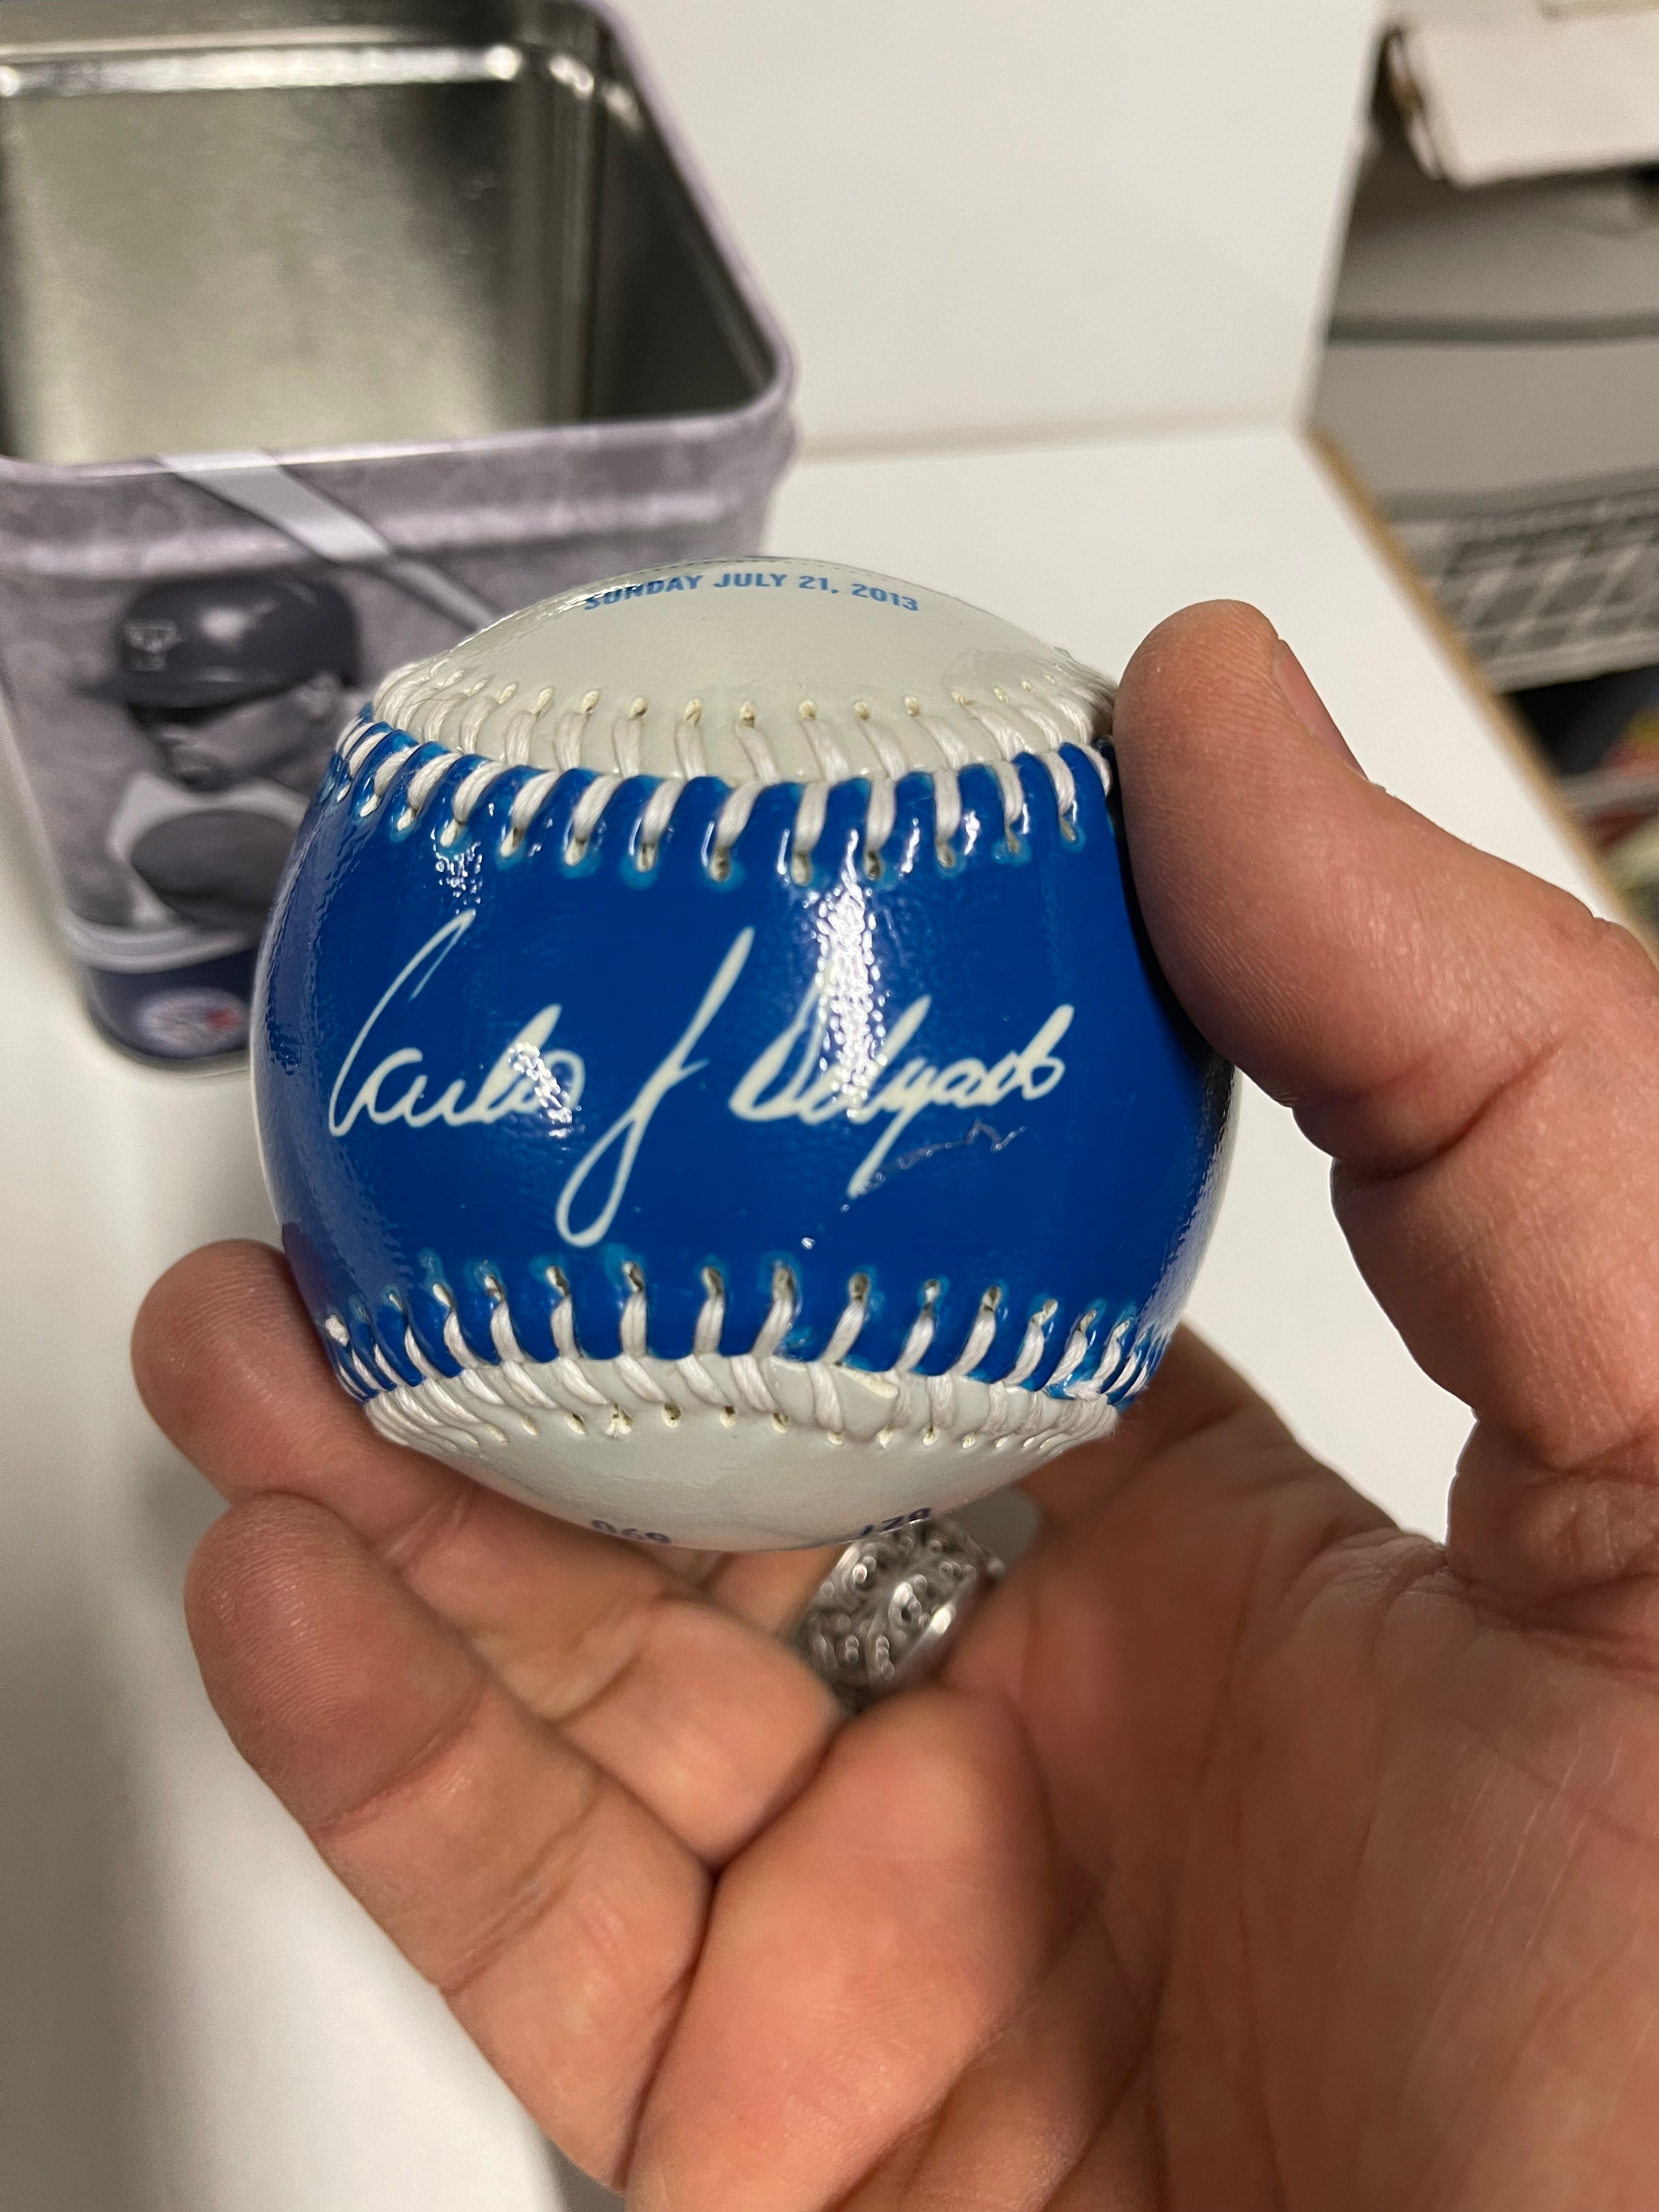 SUNDAY JULY 21, 2013
Carlos J Delgado